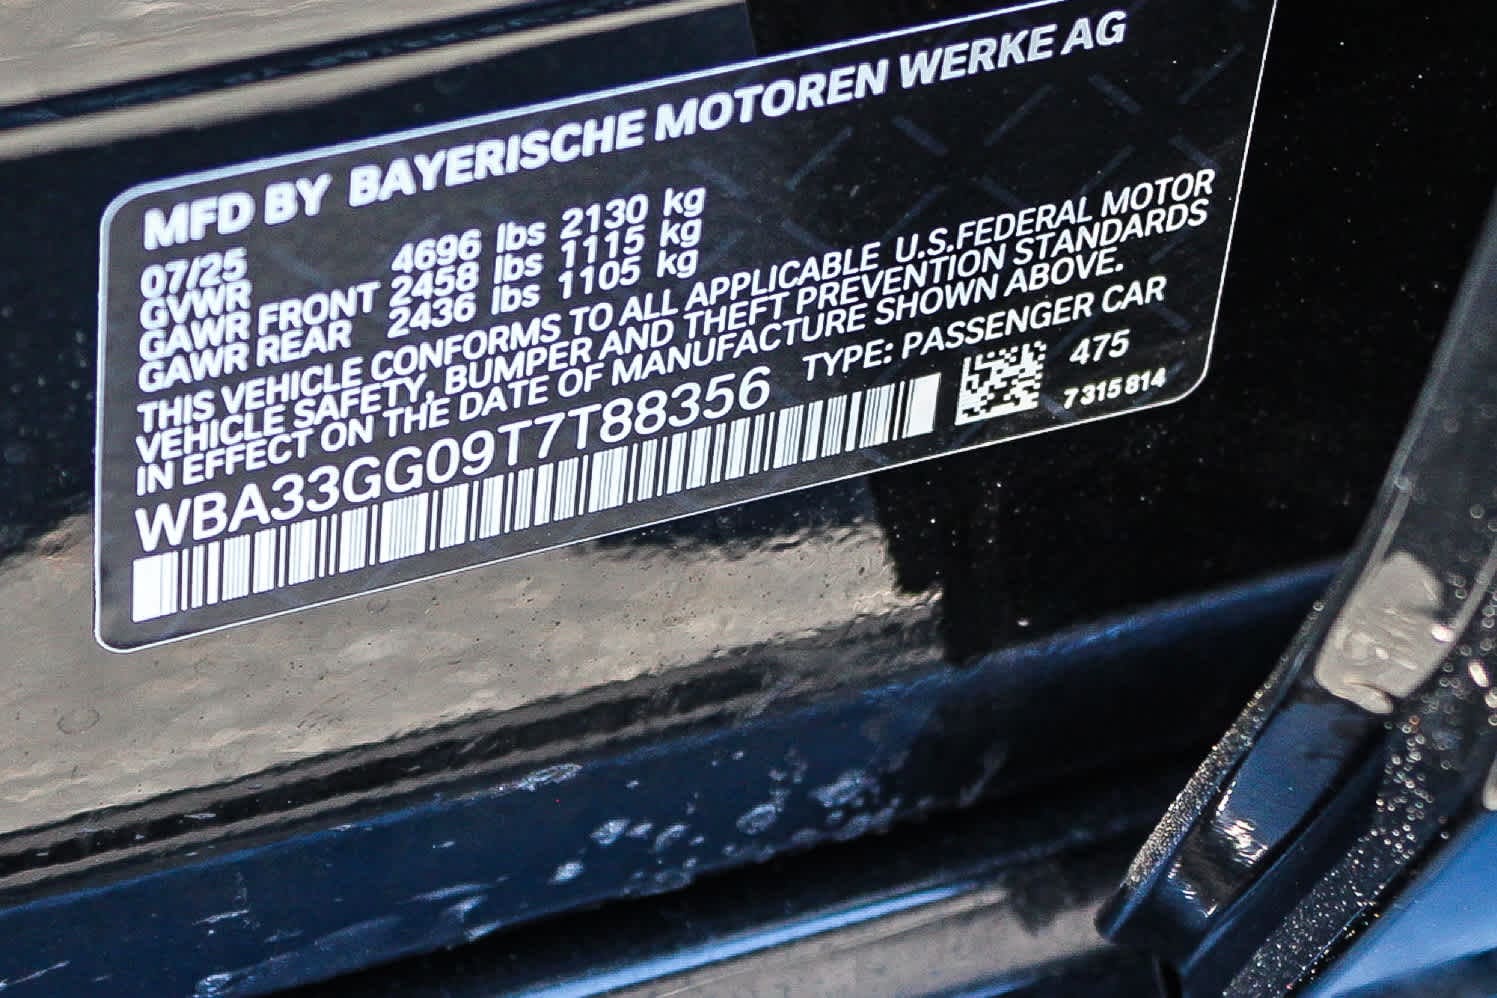 MFD BY BAYERISCHE MOTOREN WERKE AG
07/25
GVWR 4696 lbs 2130 kg
GAWR FRONT 2458 lbs 1115 kg
GAWR REAR 2436 lbs 1105 kg
THIS VEHICLE CONFORMS TO ALL APPLICABLE U.S.FEDERAL MOTOR
VEHICLE SAFETY, BUMPER AND THEFT PREVENTION STANDARDS
IN EFFECT ON THE DATE OF MANUFACTURE SHOWN ABOVE.
WBA33GG09T7T88356 TYPE: PASSENGER CAR
475
7 315 814